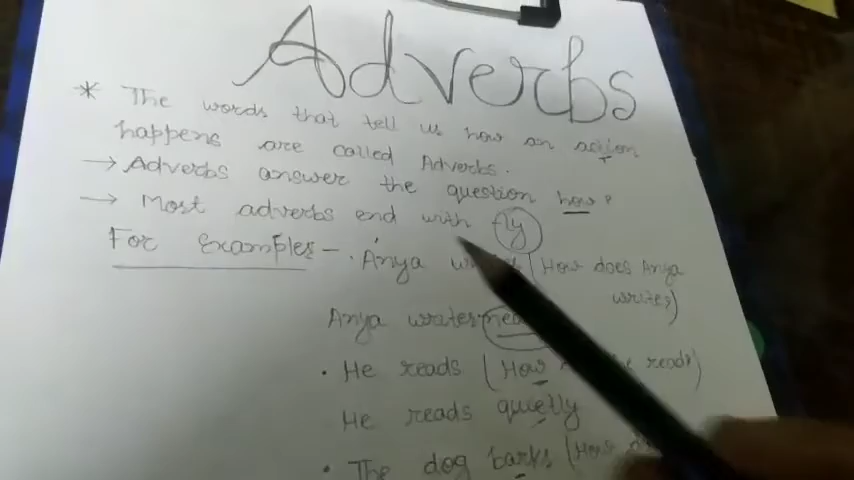 Adverbs
* The words that tell us how an action
happens are called Adverbs.
→ Adverbs answer the question how?
→ Most adverbs end with ly
For examples - . Anya (How does Anya
writes)
Anya writes
. He reads (How reads)
He reads quietly
. The dog barks (How